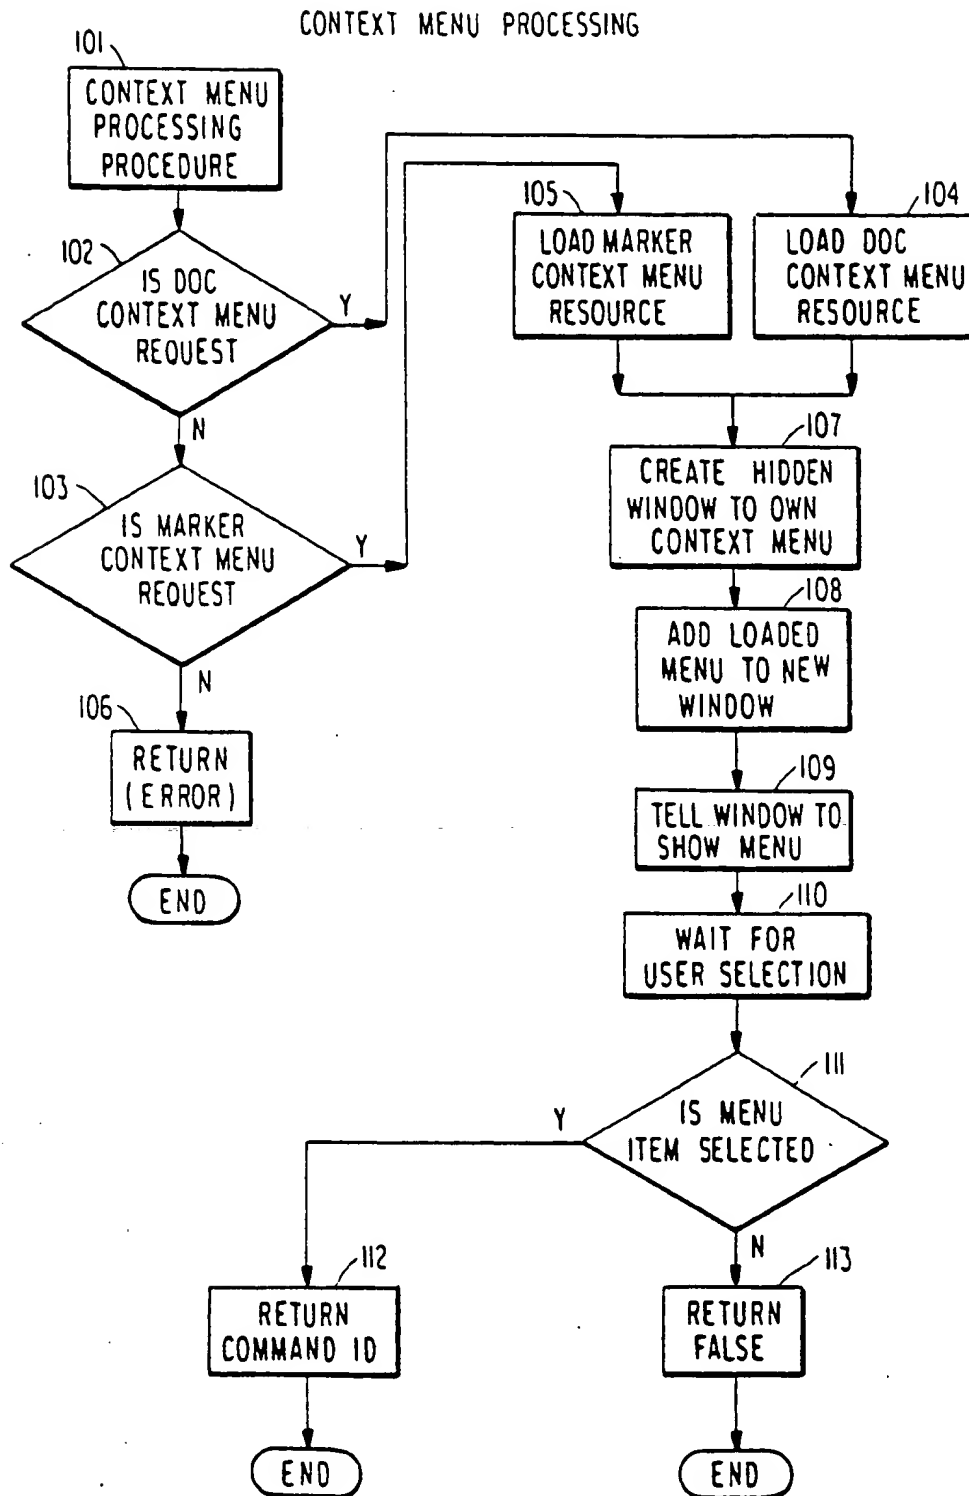 CONTEXT MENU PROCESSING
101
CONTEXT MENU
PROCESSING
PROCEDURE
102
IS DOC
CONTEXT MENU
REQUEST
Y
N
103
IS MARKER
CONTEXT MENU
REQUEST
Y
N
106
RETURN
(ERROR)
END
105
LOAD MARKER
CONTEXT MENU
RESOURCE
104
LOAD DOC
CONTEXT MENU
RESOURCE
107
CREATE HIDDEN
WINDOW TO OWN
CONTEXT MENU
108
ADD LOADED
MENU TO NEW
WINDOW
109
TELL WINDOW TO
SHOW MENU
110
WAIT FOR
USER SELECTION
111
IS MENU
ITEM SELECTED
Y
N
112
RETURN
COMMAND ID
END
113
RETURN
FALSE
END